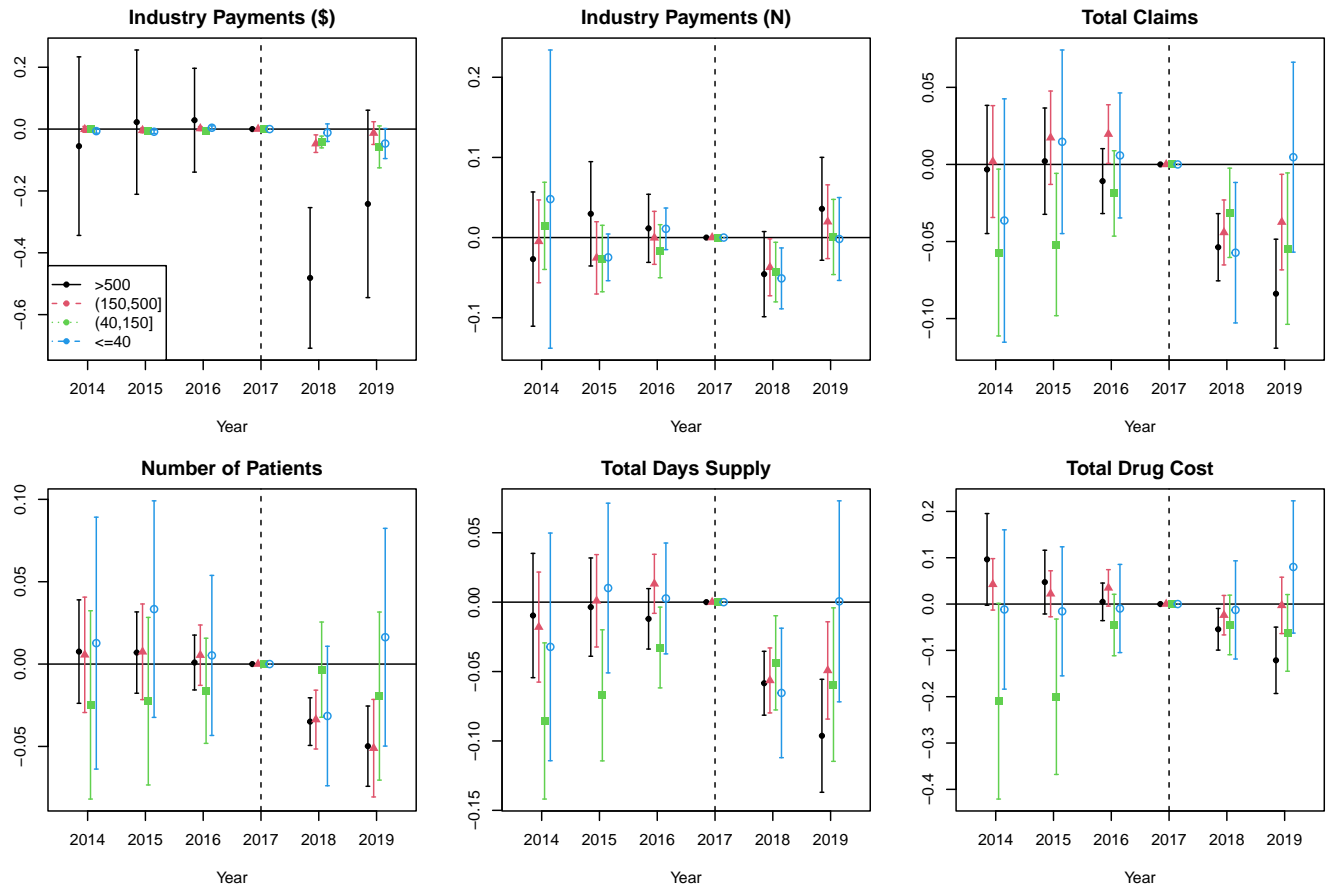 Industry Payments ($)
0.2
0.0
−0.2
−0.4
−0.6
>500
(150,500]
(40,150]
<=40
2014 2015 2016 2017 2018 2019
Year
Industry Payments (N)
0.2
0.1
0.0
−0.1
2014 2015 2016 2017 2018 2019
Year
Total Claims
0.05
0.00
−0.05
−0.10
2014 2015 2016 2017 2018 2019
Year
Number of Patients
0.10
0.05
0.00
−0.05
2014 2015 2016 2017 2018 2019
Year
Total Days Supply
0.05
0.00
−0.05
−0.10
−0.15
2014 2015 2016 2017 2018 2019
Year
Total Drug Cost
0.2
0.1
0.0
−0.1
−0.2
−0.3
−0.4
2014 2015 2016 2017 2018 2019
Year